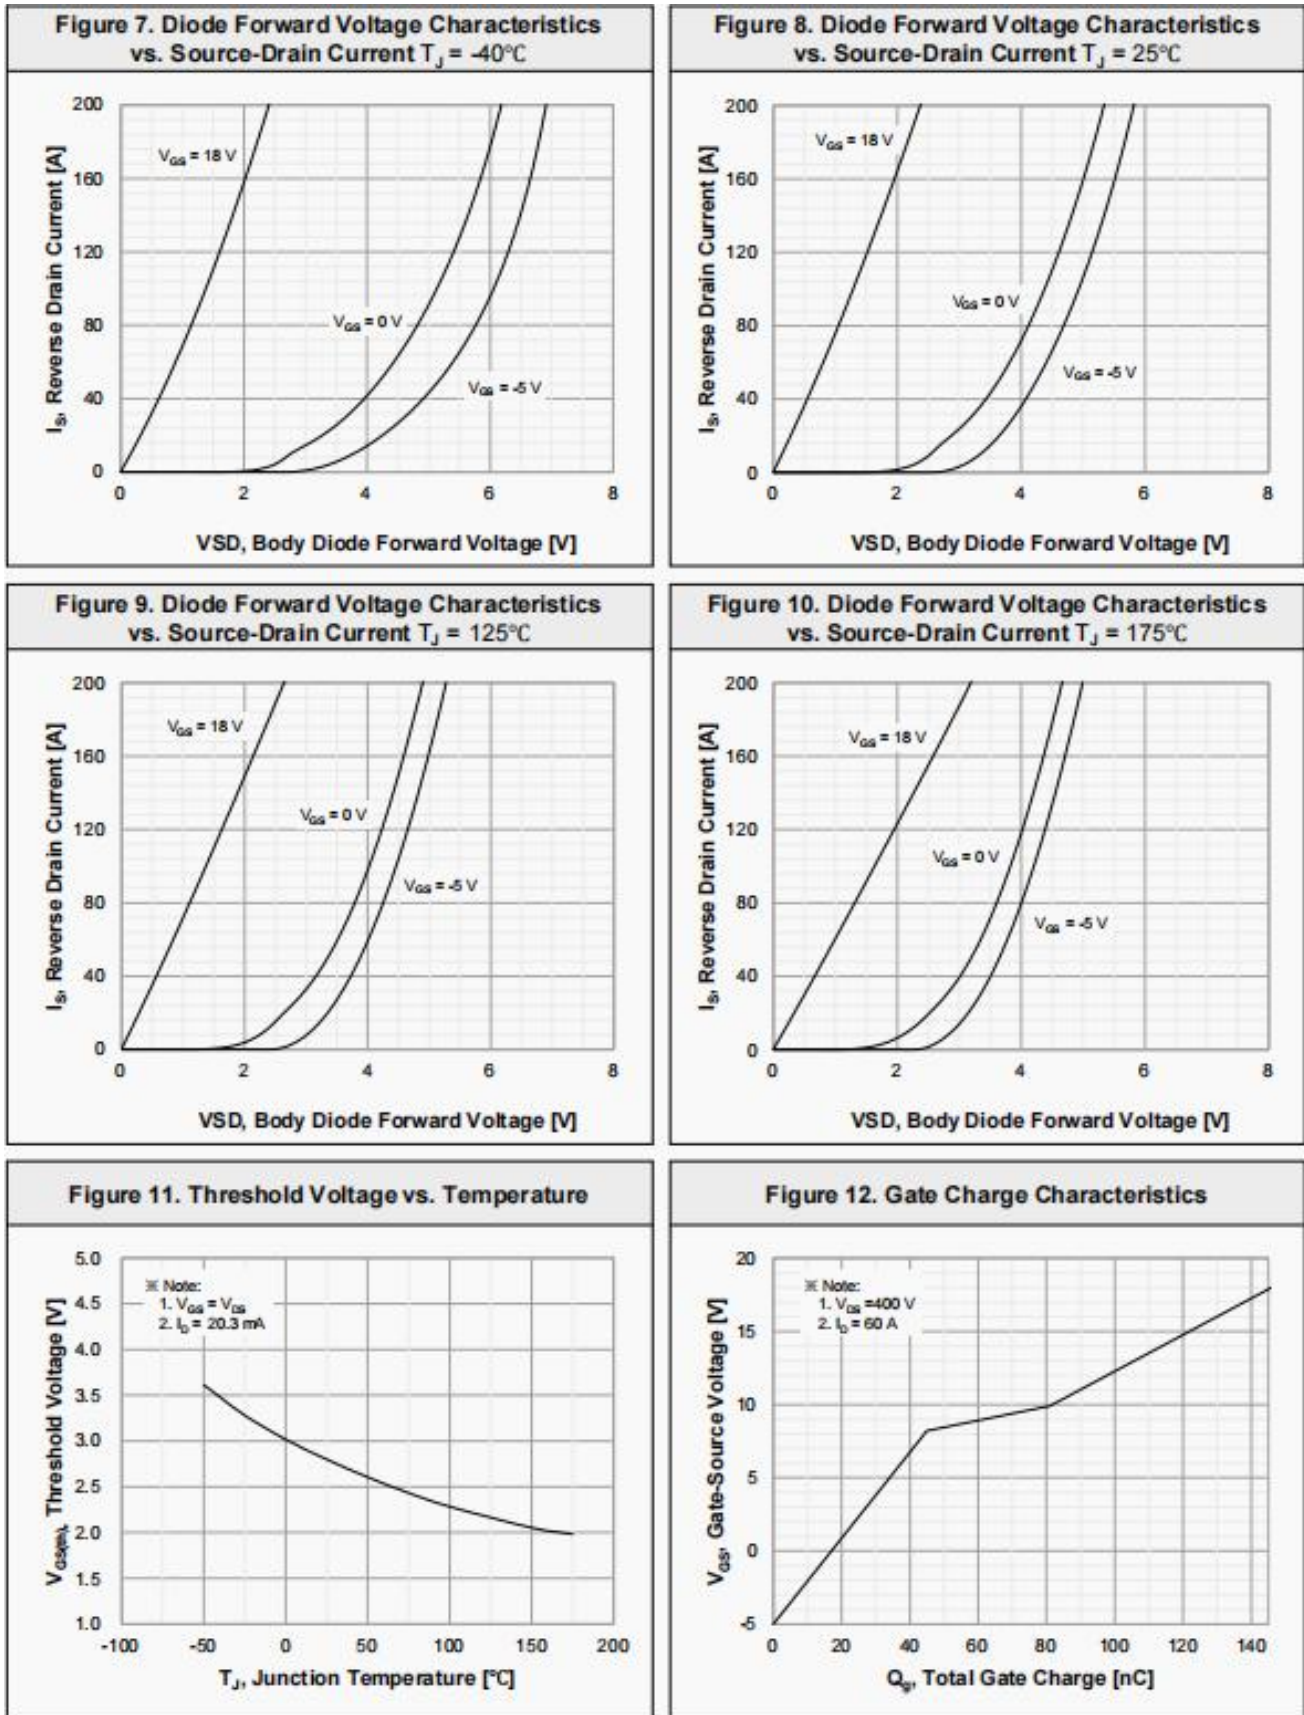 Figure 7. Diode Forward Voltage Characteristics
vs. Source-Drain Current TJ = -40℃
200
160
120
80
40
0
0 2 4 6 8
IS, Reverse Drain Current [A]
VGS = 18 V
VGS = 0 V
VGS = -5 V
VSD, Body Diode Forward Voltage [V]
Figure 8. Diode Forward Voltage Characteristics
vs. Source-Drain Current TJ = 25℃
200
160
120
80
40
0
0 2 4 6 8
IS, Reverse Drain Current [A]
VGS = 18 V
VGS = 0 V
VGS = -5 V
VSD, Body Diode Forward Voltage [V]
Figure 9. Diode Forward Voltage Characteristics
vs. Source-Drain Current TJ = 125℃
200
160
120
80
40
0
0 2 4 6 8
IS, Reverse Drain Current [A]
VGS = 18 V
VGS = 0 V
VGS = -5 V
VSD, Body Diode Forward Voltage [V]
Figure 10. Diode Forward Voltage Characteristics
vs. Source-Drain Current TJ = 175℃
200
160
120
80
40
0
0 2 4 6 8
IS, Reverse Drain Current [A]
VGS = 18 V
VGS = 0 V
VGS = -5 V
VSD, Body Diode Forward Voltage [V]
Figure 11. Threshold Voltage vs. Temperature
5.0
4.5
4.0
3.5
3.0
2.5
2.0
1.5
1.0
-100 -50 0 50 100 150 200
VGS(th), Threshold Voltage [V]
※ Note:
1. VGS = VDS
2. ID = 20.3 mA
TJ, Junction Temperature [℃]
Figure 12. Gate Charge Characteristics
20
15
10
5
0
-5
0 20 40 60 80 100 120 140
VGS, Gate-Source Voltage [V]
※ Note:
1. VDS =400 V
2. ID = 60 A
Qg, Total Gate Charge [nC]